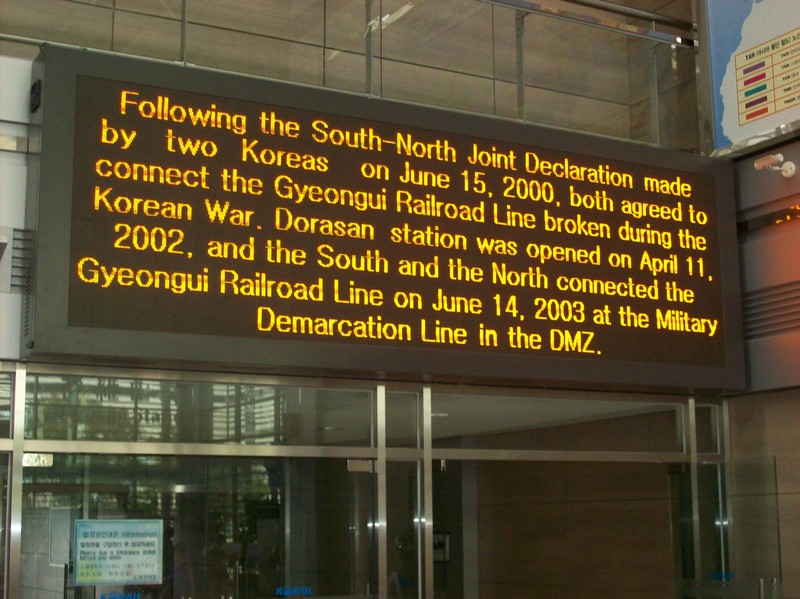 Following the South-North Joint Declaration made
by two Koreas on June 15, 2000, both agreed to
connect the Gyeongui Railroad Line broken during the
Korean War. Dorasan station was opened on April 11,
2002, and the South and the North connected the
Gyeongui Railroad Line on June 14, 2003 at the Military
Demarcation Line in the DMZ.
TAR
Information
KORAIL